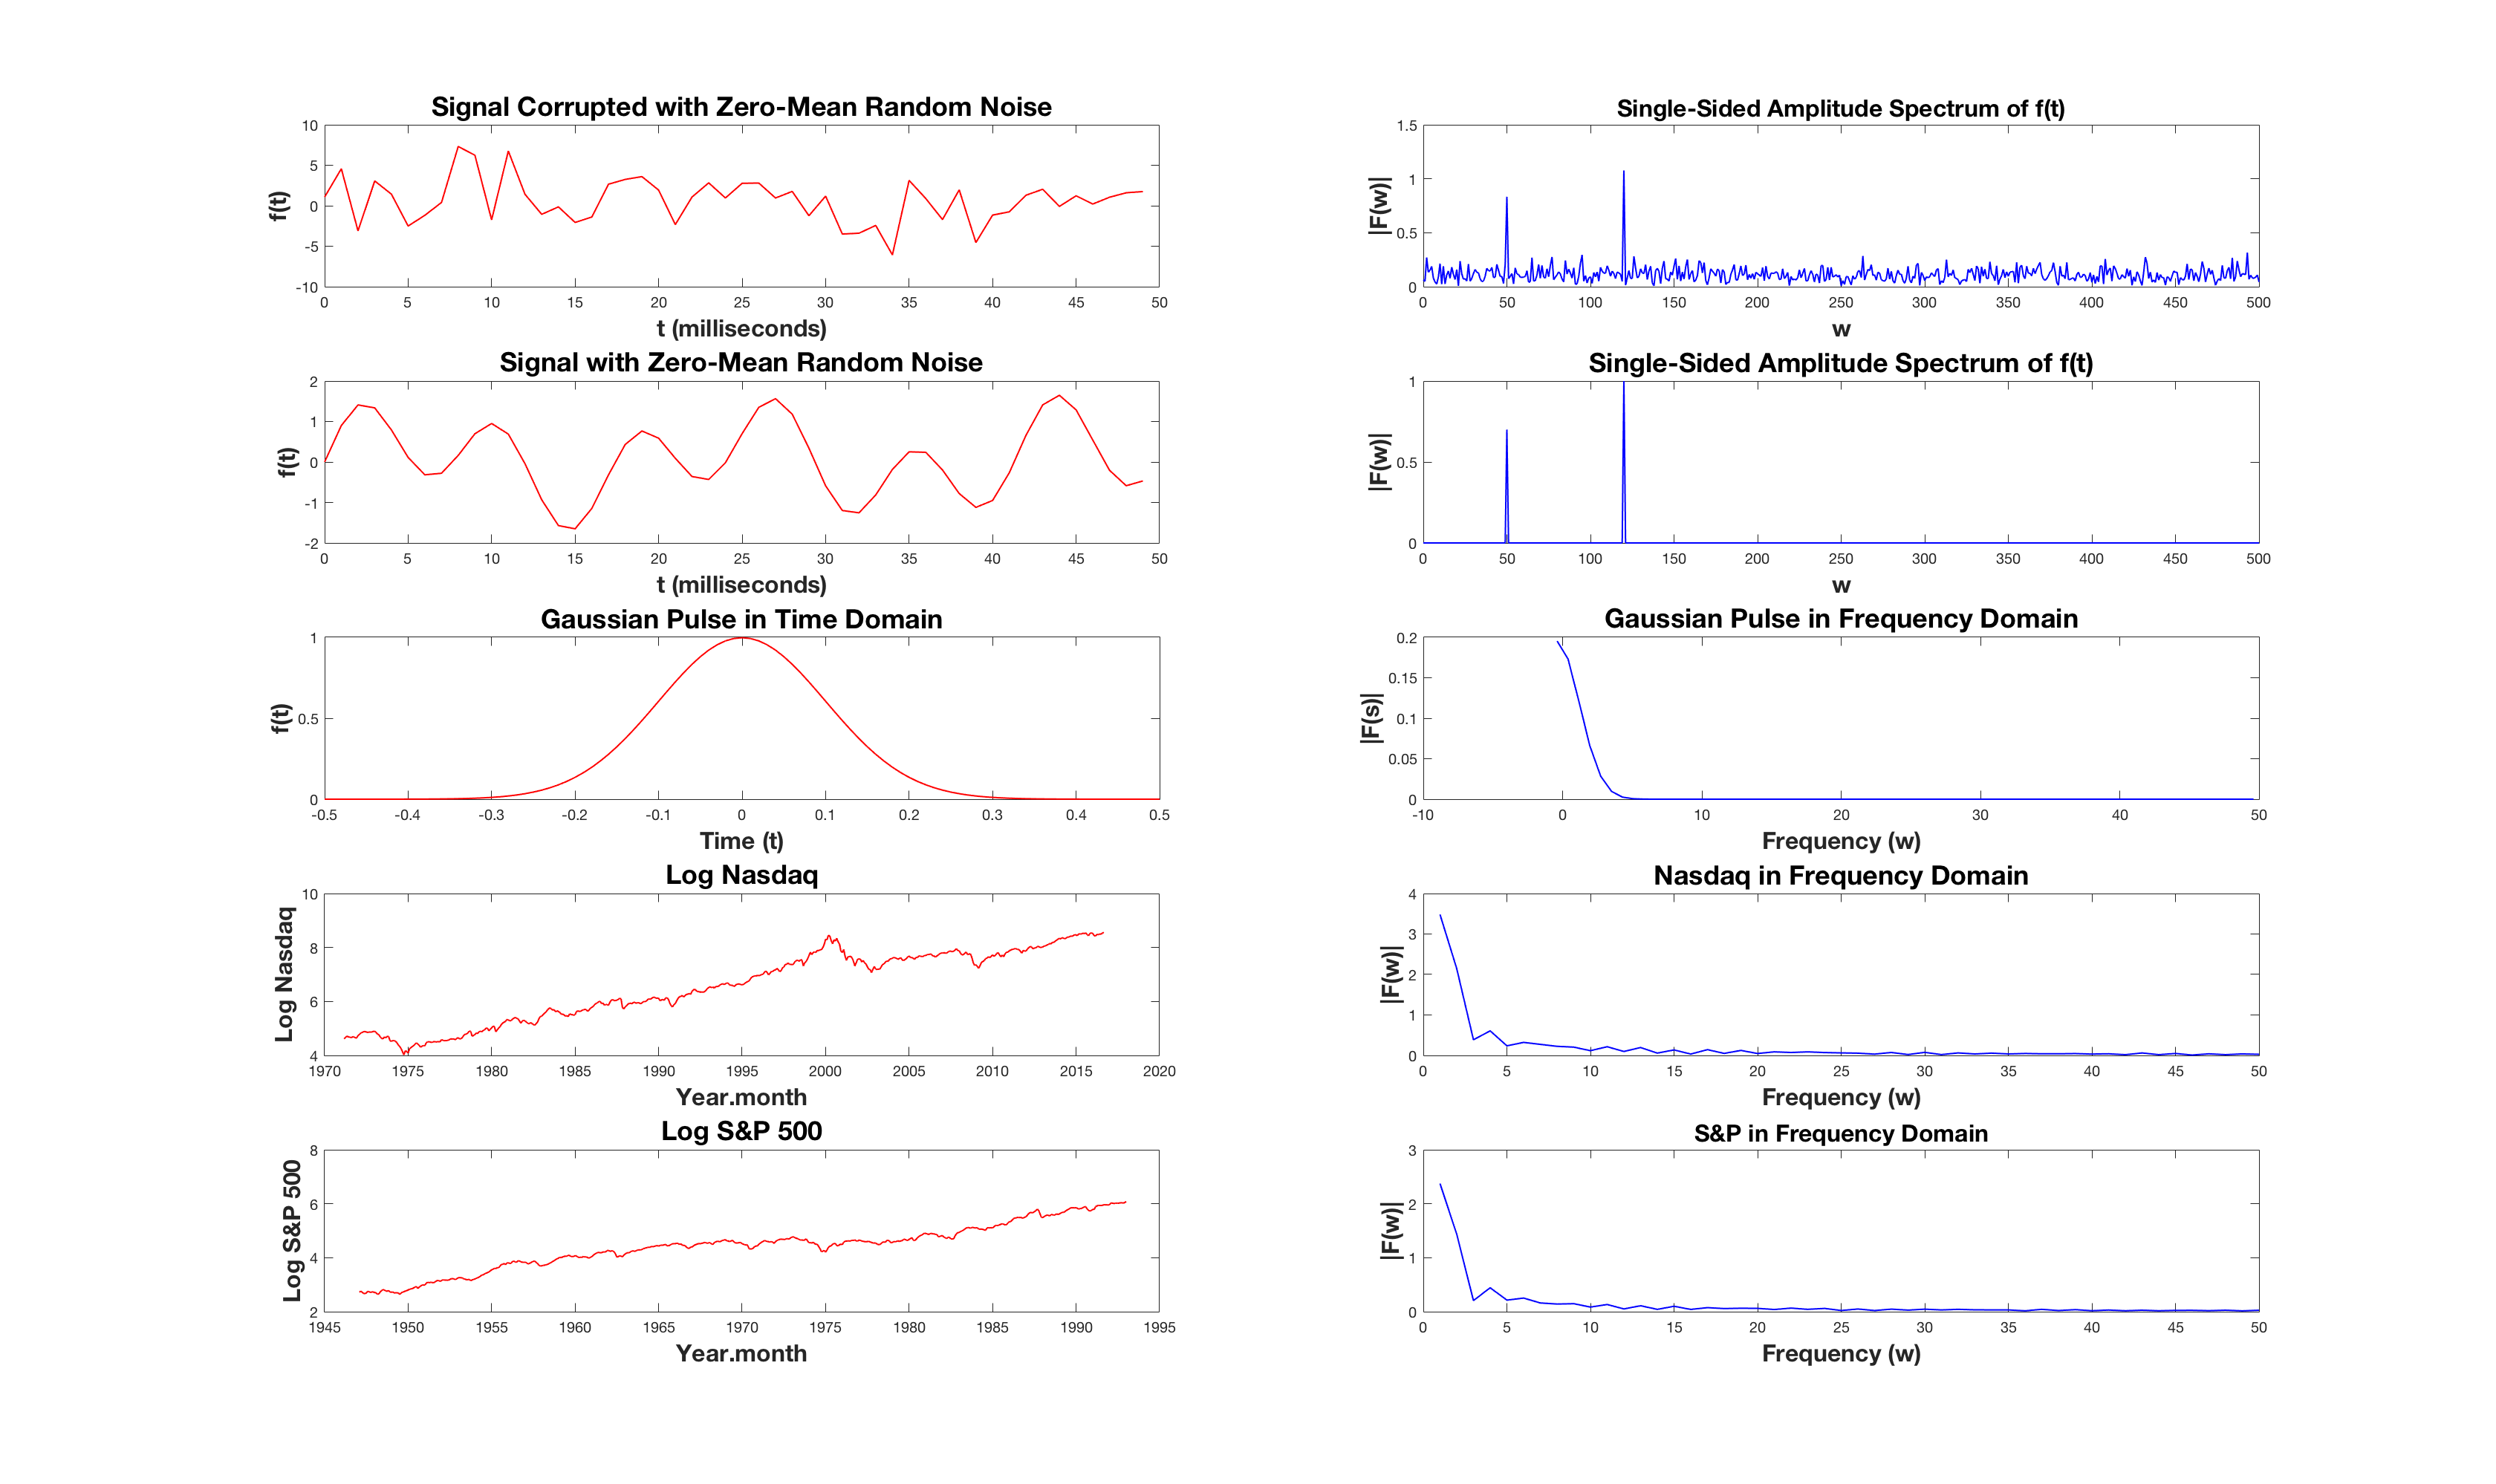 Signal Corrupted with Zero-Mean Random Noise
10
5
0
-5
-10
f(t)
0 5 10 15 20 25 30 35 40 45 50
t (milliseconds)
Single-Sided Amplitude Spectrum of f(t)
1.5
1
0.5
0
|F(w)|
0 50 100 150 200 250 300 350 400 450 500
w
Signal with Zero-Mean Random Noise
2
1
0
-1
-2
f(t)
0 5 10 15 20 25 30 35 40 45 50
t (milliseconds)
Single-Sided Amplitude Spectrum of f(t)
1
0.5
0
|F(w)|
0 50 100 150 200 250 300 350 400 450 500
w
Gaussian Pulse in Time Domain
1
0.5
0
f(t)
-0.5 -0.4 -0.3 -0.2 -0.1 0 0.1 0.2 0.3 0.4 0.5
Time (t)
Gaussian Pulse in Frequency Domain
0.2
0.15
0.1
0.05
0
|F(s)|
-10 0 10 20 30 40 50
Frequency (w)
Log Nasdaq
10
8
6
4
Log Nasdaq
1970 1975 1980 1985 1990 1995 2000 2005 2010 2015 2020
Year.month
Nasdaq in Frequency Domain
4
3
2
1
0
|F(w)|
0 5 10 15 20 25 30 35 40 45 50
Frequency (w)
Log S&P 500
8
6
4
2
Log S&P 500
1945 1950 1955 1960 1965 1970 1975 1980 1985 1990 1995
Year.month
S&P in Frequency Domain
3
2
1
0
|F(w)|
0 5 10 15 20 25 30 35 40 45 50
Frequency (w)